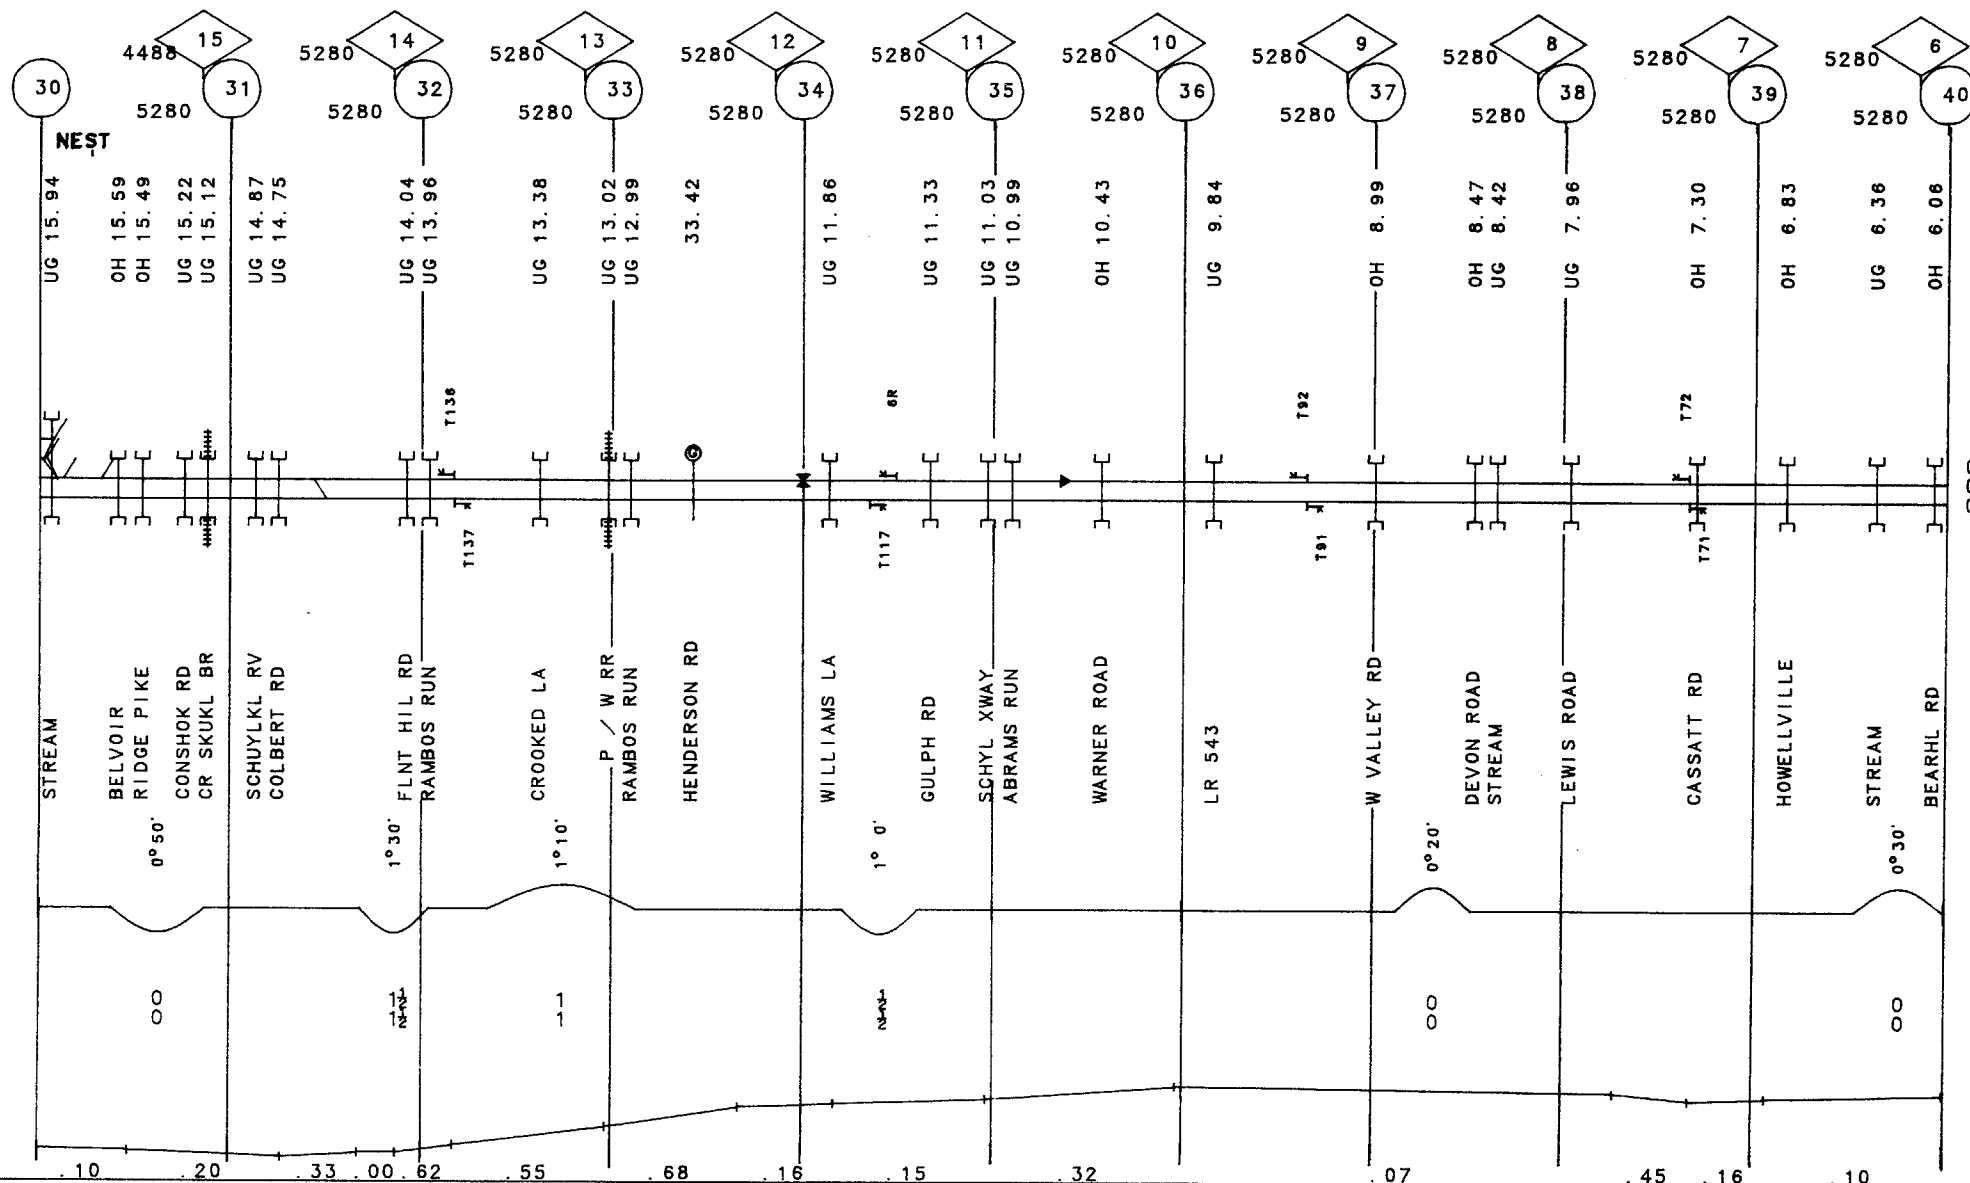 15 14 13 12 11 10 9 8 7 6
4488 5280 5280 5280 5280 5280 5280 5280 5280 5280
30 31 32 33 34 35 36 37 38 39 40
5280 5280 5280 5280 5280 5280 5280 5280 5280 5280
NEST
UG 15.94
OH 15.59
OH 15.49
UG 15.22
UG 15.12
UG 14.87
UG 14.75
UG 14.04
UG 13.96
UG 13.38
UG 13.02
UG 12.99
33.42
UG 11.86
UG 11.33
UG 11.03
UG 10.99
OH 10.43
UG 9.84
OH 8.99
OH 8.47
UG 8.42
UG 7.96
OH 7.30
OH 6.83
UG 6.36
OH 6.06
T138
6R
T92
T72
G
T137
T117
T91
T71
STREAM
BELVOIR
RIDGE PIKE
CONSHOK RD
CR SKUKL BR
SCHUYLKL RV
COLBERT RD
FLNT HIL RD
RAMBOS RUN
CROOKED LA
P / W RR
RAMBOS RUN
HENDERSON RD
WILLIAMS LA
GULPH RD
SCHYL XWAY
ABRAMS RUN
WARNER ROAD
LR 543
W VALLEY RD
DEVON ROAD
STREAM
LEWIS ROAD
CASSATT RD
HOWELLVILLE
STREAM
BEARHL RD
0°50' 1°30' 1°10' 1° 0' 0°20' 0°30'
0 1½ 1 ½ 0 0
0 1½ 1 ½ 0 0
.10 .20 .33 .00 .62 .55 .68 .16 .15 .32 .07 .45 .16 .10